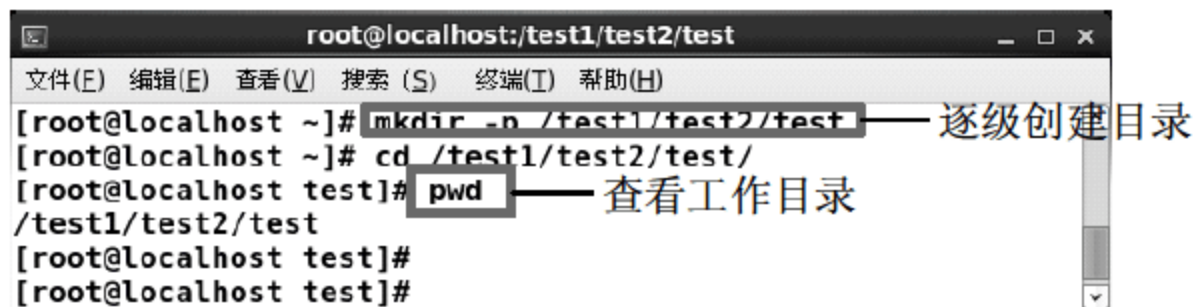 root@localhost:/test1/test2/test
文件(F) 编辑(E) 查看(V) 搜索 (S) 终端(T) 帮助(H)
[root@localhost ~]# mkdir -p /test1/test2/test 逐级创建目录
[root@localhost ~]# cd /test1/test2/test/
[root@localhost test]# pwd 查看工作目录
/test1/test2/test
[root@localhost test]#
[root@localhost test]#